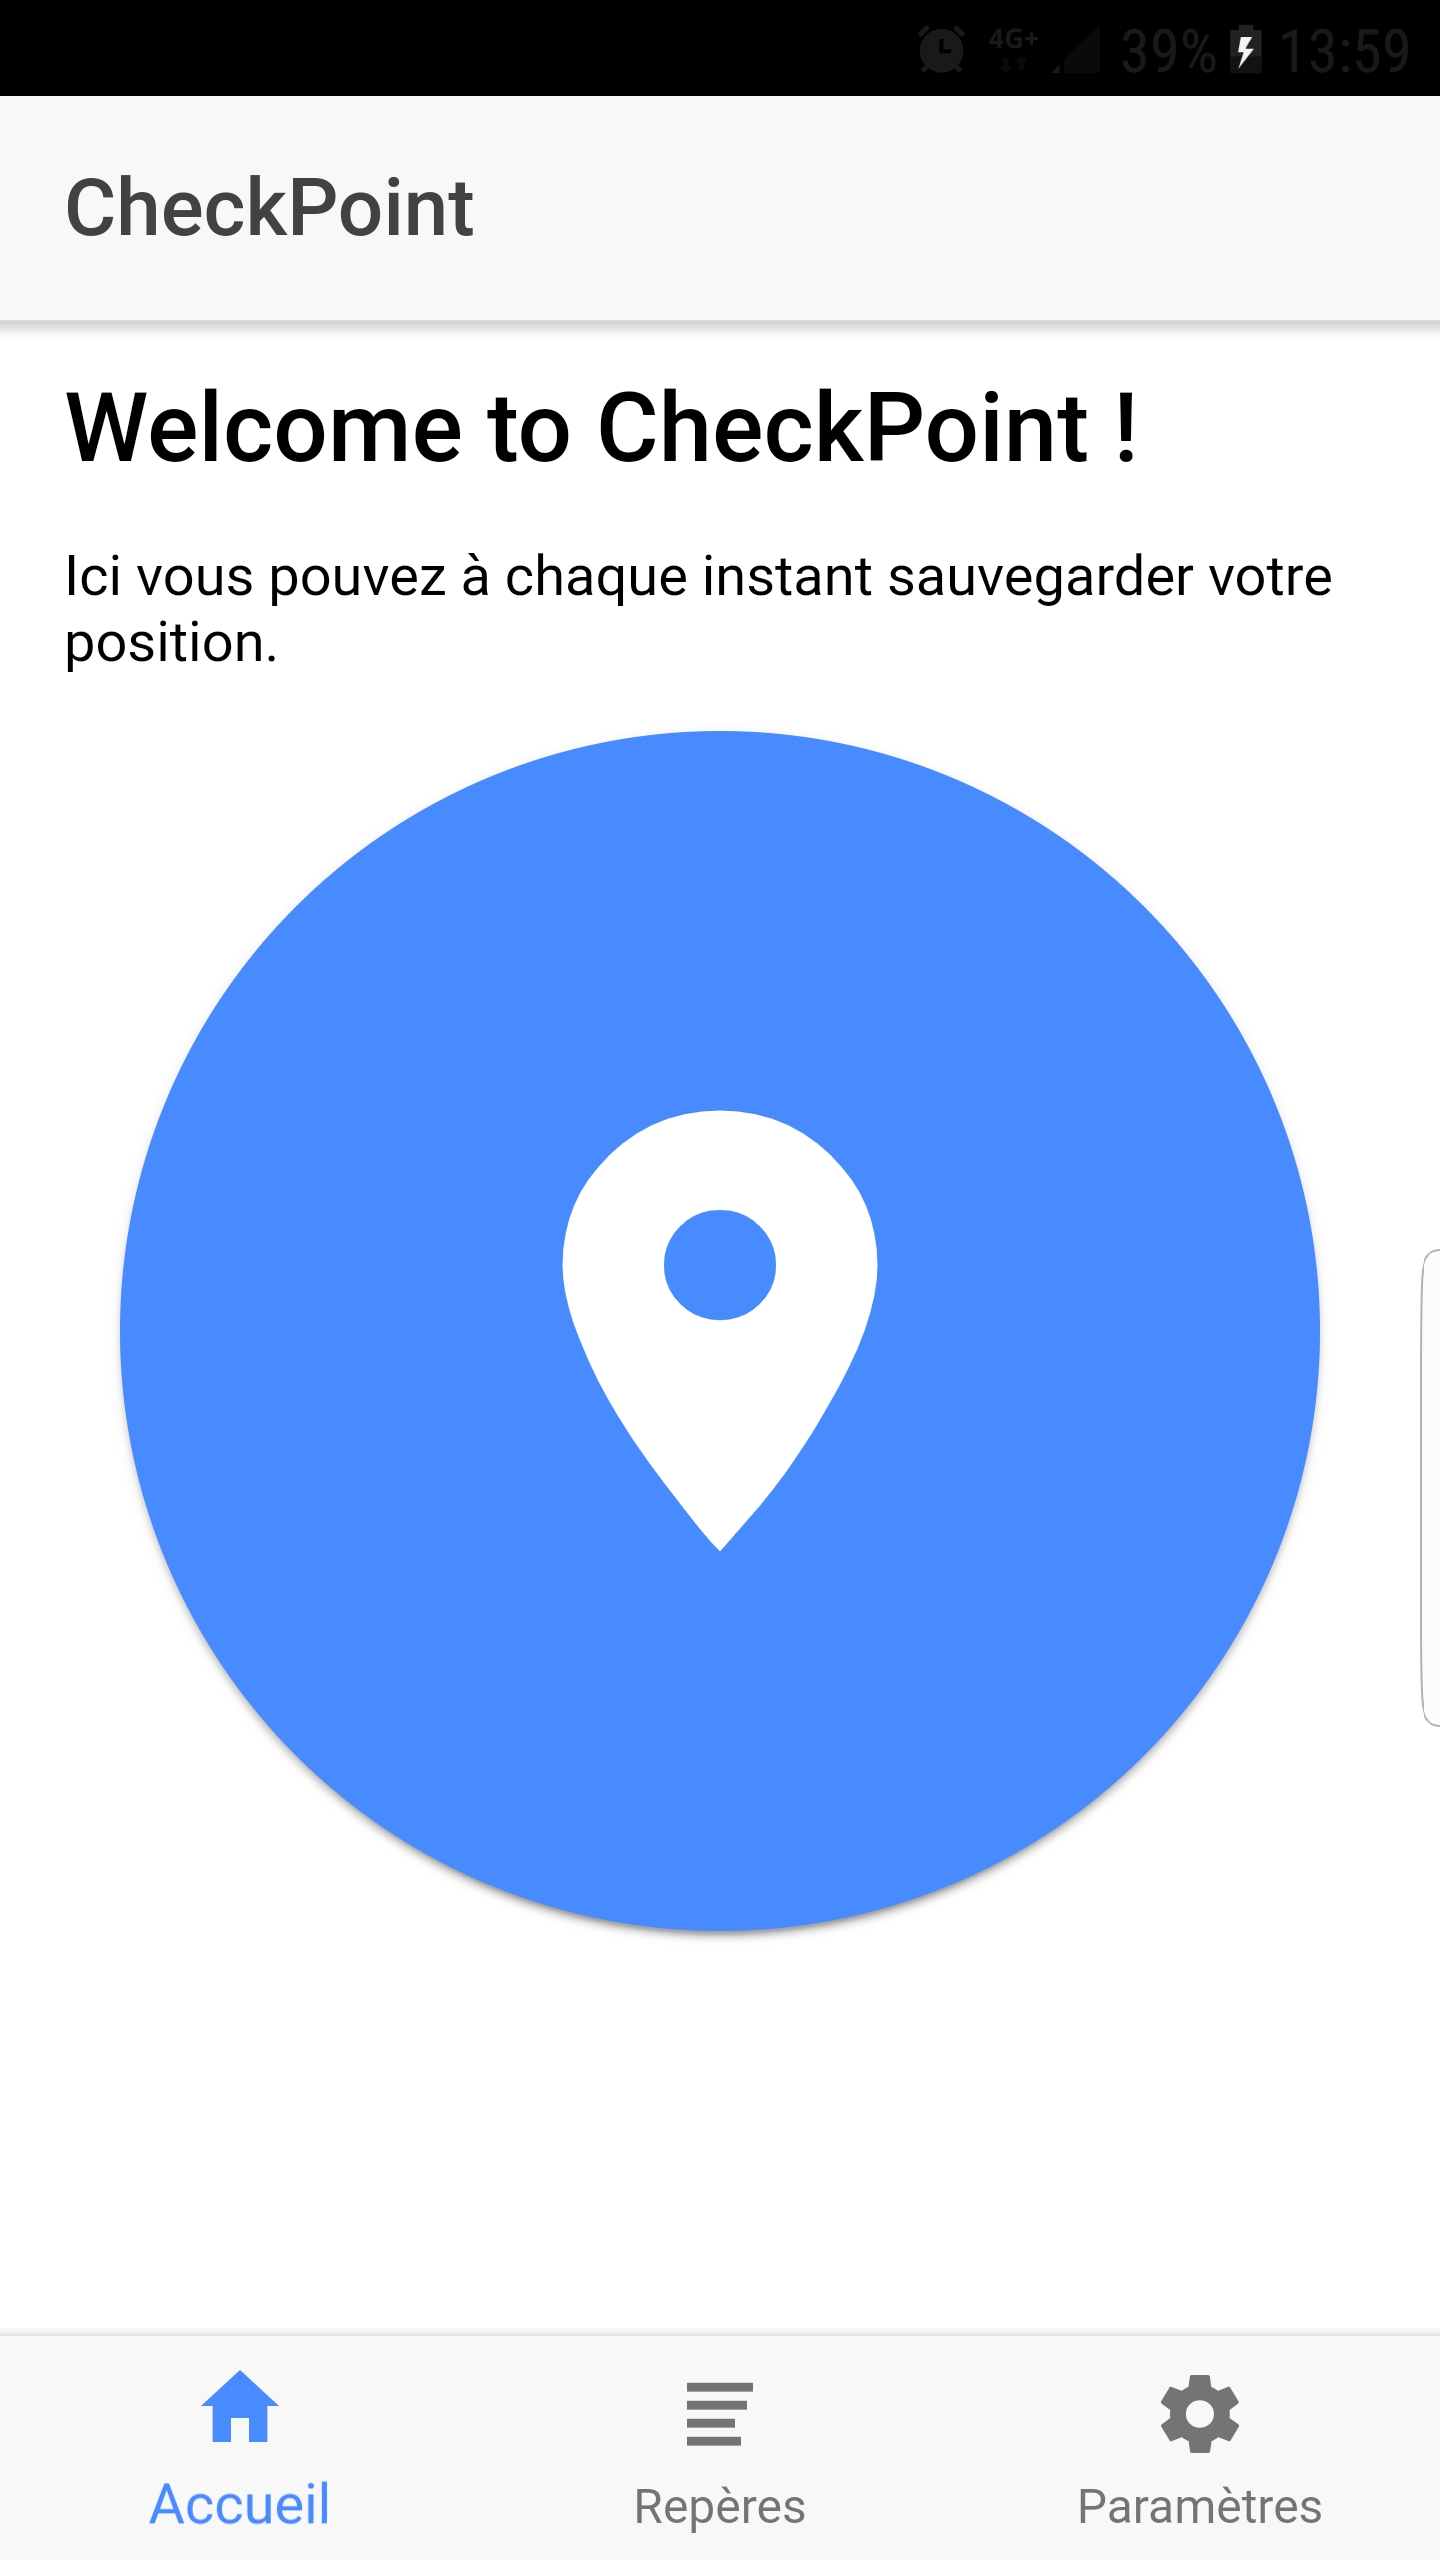 4G+ 39% 13:59
CheckPoint
Welcome to CheckPoint !
Ici vous pouvez à chaque instant sauvegarder votre
position.
Accueil Repères Paramètres